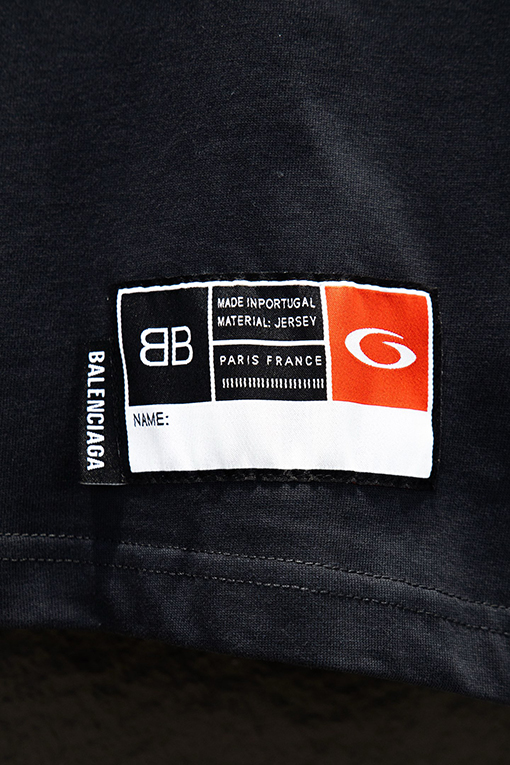 BB
MADE INPORTUGAL
MATERIAL: JERSEY
PARIS FRANCE
NAME:
BALENCIAGA